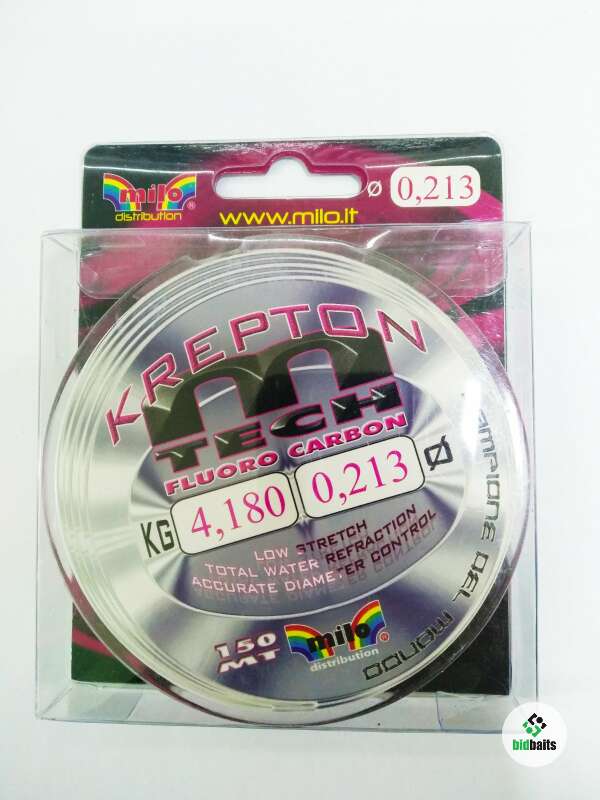 milo
®
distribution
www.milo.it
Ø 0,213
KREPTON
m
TECH
FLUORO CARBON
KG 4,180 0,213 Ø
LOW STRETCH
TOTAL WATER REFRACTION
ACCURATE DIAMETER CONTROL
150
MT
milo
®
distribution
CAMPIONE DEL MONDO
bidbaits